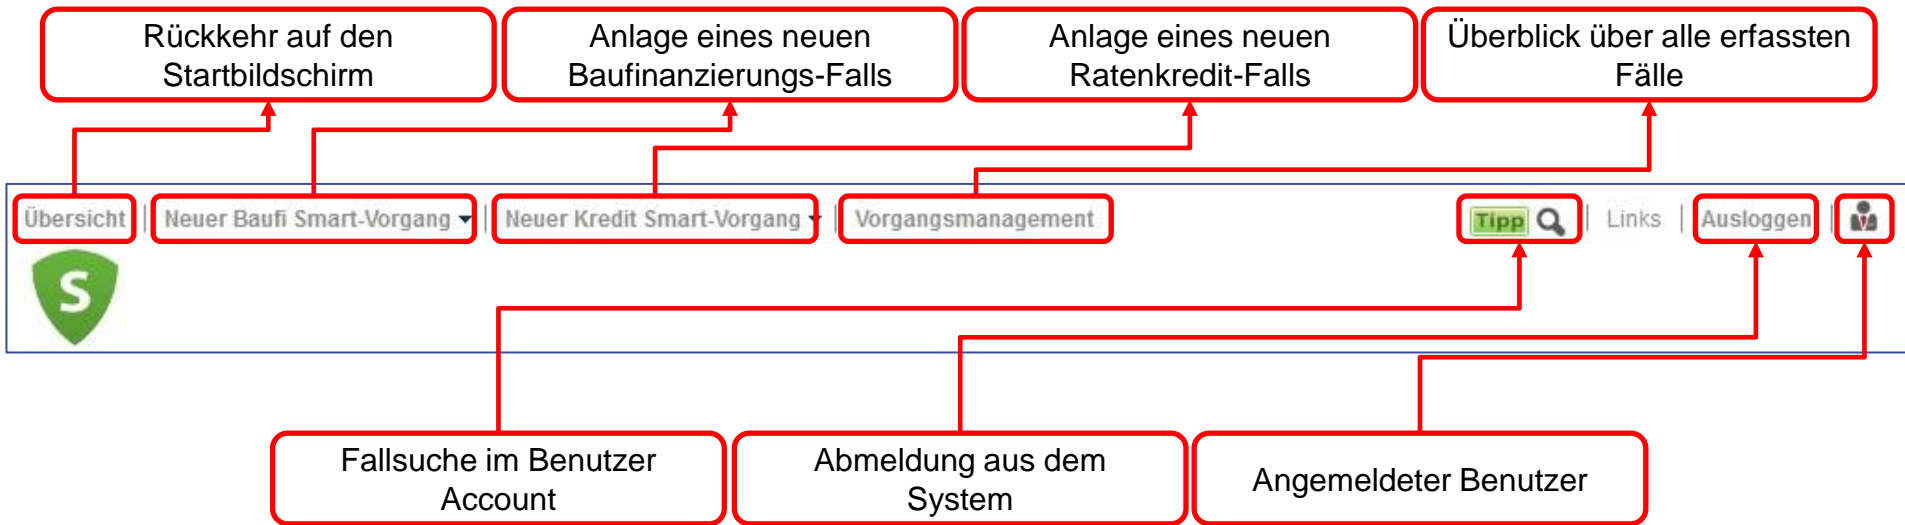 Rückkehr auf den
Startbildschirm
Anlage eines neuen
Baufinanzierungs-Falls
Anlage eines neuen
Ratenkredit-Falls
Überblick über alle erfassten
Fälle
Übersicht | Neuer Baufi Smart-Vorgang | Neuer Kredit Smart-Vorgang | Vorgangsmanagement
Tipp | Links | Ausloggen |
S
Fallsuche im Benutzer
Account
Abmeldung aus dem
System
Angemeldeter Benutzer